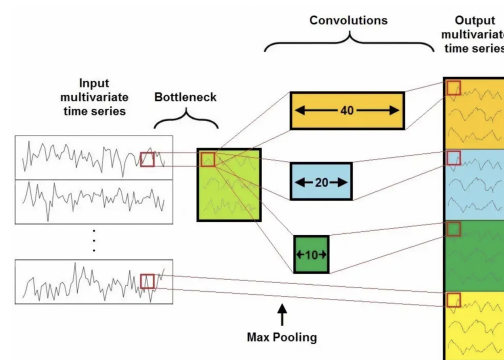 Convolutions
Output
multivariate
time series
Input
multivariate
time series
Bottleneck
40
20
10
Max Pooling